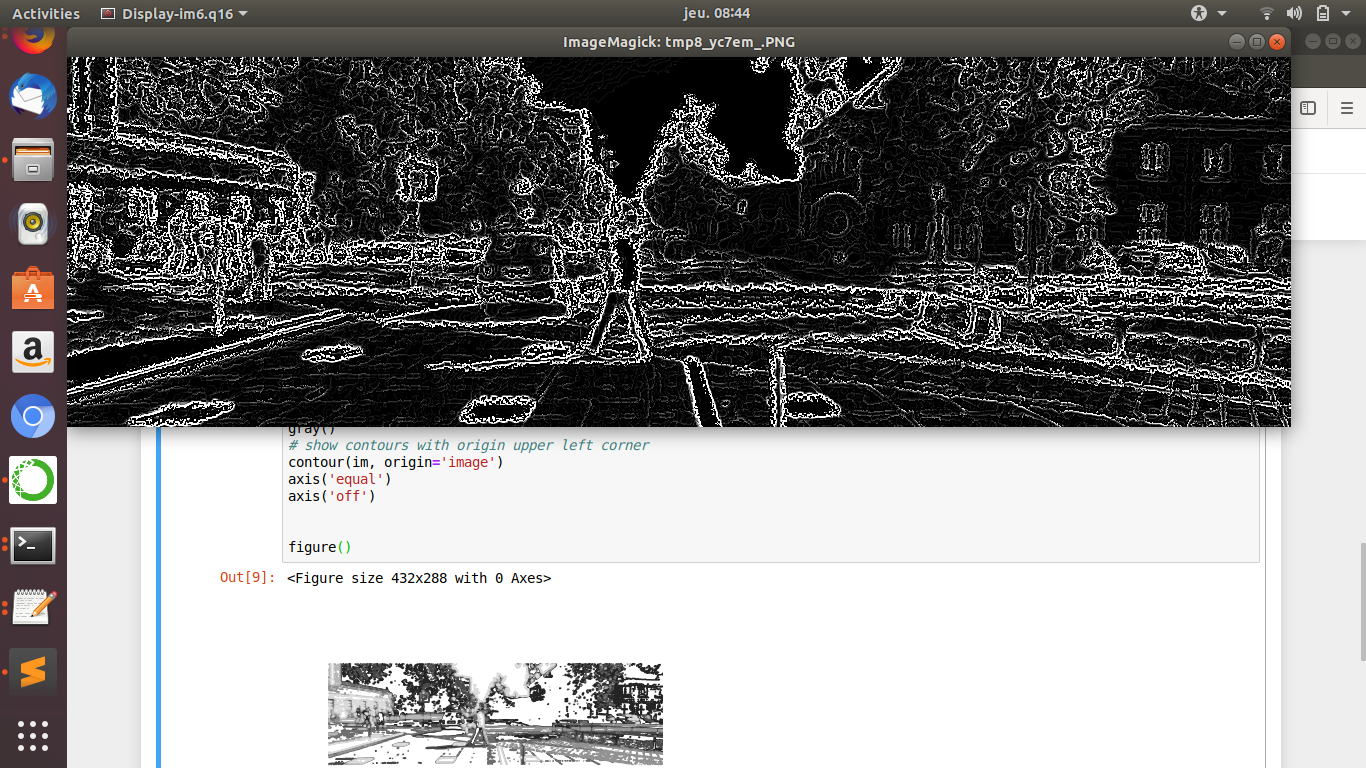 Activities Display-im6.q16 jeu. 08:44
ImageMagick: tmp8_yc7em_.PNG
gray()
# show contours with origin upper left corner
contour(im, origin='image')
axis('equal')
axis('off')
figure()
Out[9]: <Figure size 432x288 with 0 Axes>